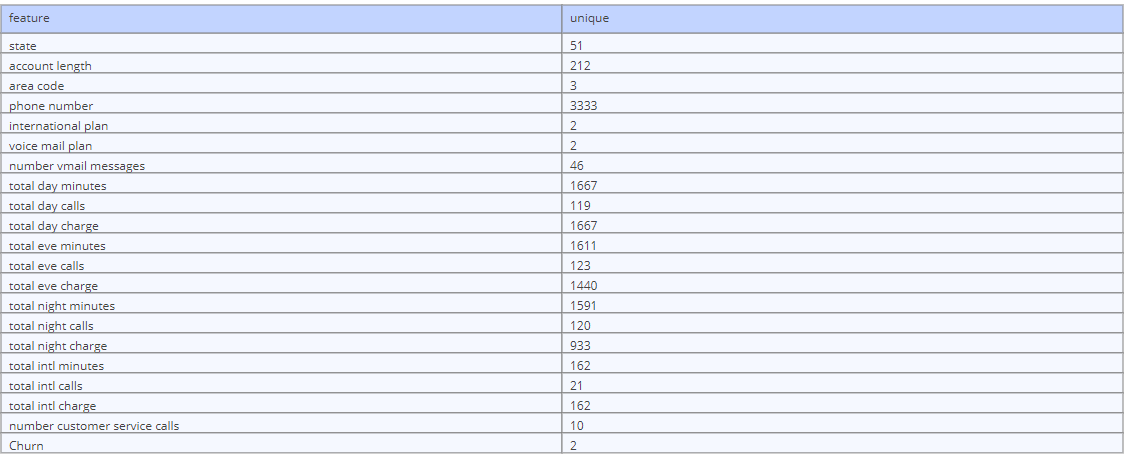 feature unique
state 51
account length 212
area code 3
phone number 3333
international plan 2
voice mail plan 2
number vmail messages 46
total day minutes 1667
total day calls 119
total day charge 1667
total eve minutes 1611
total eve calls 123
total eve charge 1440
total night minutes 1591
total night calls 120
total night charge 933
total intl minutes 162
total intl calls 21
total intl charge 162
number customer service calls 10
Churn 2